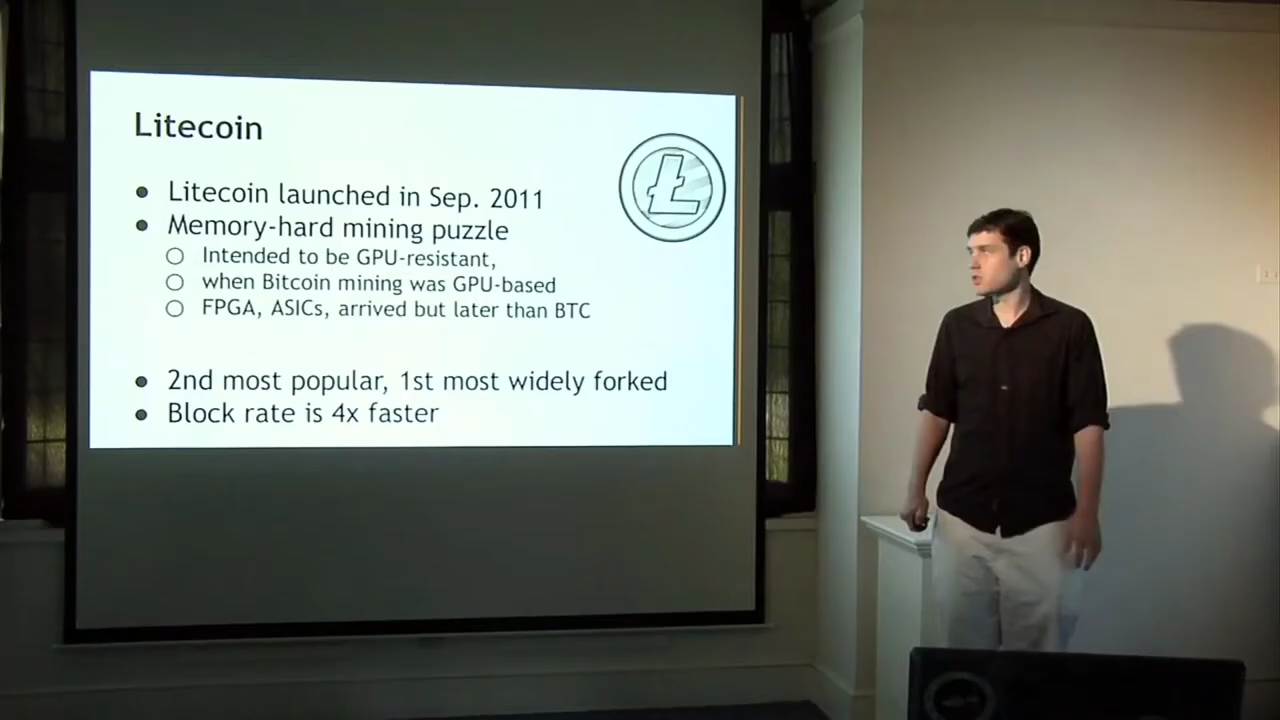 Litecoin
Litecoin launched in Sep. 2011
Memory-hard mining puzzle
Intended to be GPU-resistant,
when Bitcoin mining was GPU-based
FPGA, ASICs, arrived but later than BTC
2nd most popular, 1st most widely forked
Block rate is 4x faster